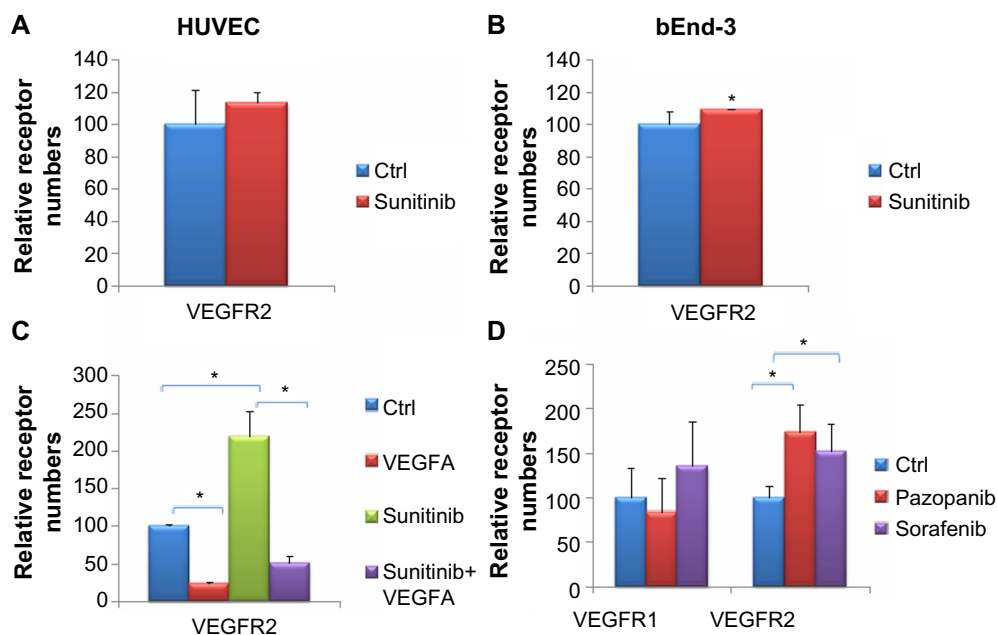 A
HUVEC
Relative receptor
numbers
140
120
100
80
60
40
20
0
VEGFR2
Ctrl
Sunitinib
B
bEnd-3
Relative receptor
numbers
140
120
100
80
60
40
20
0
*
VEGFR2
Ctrl
Sunitinib
C
Relative receptor
numbers
300
250
200
150
100
50
0
*
*
*
VEGFR2
Ctrl
VEGFA
Sunitinib
Sunitinib+
VEGFA
D
Relative receptor
numbers
250
200
150
100
50
0
*
*
VEGFR1
VEGFR2
Ctrl
Pazopanib
Sorafenib